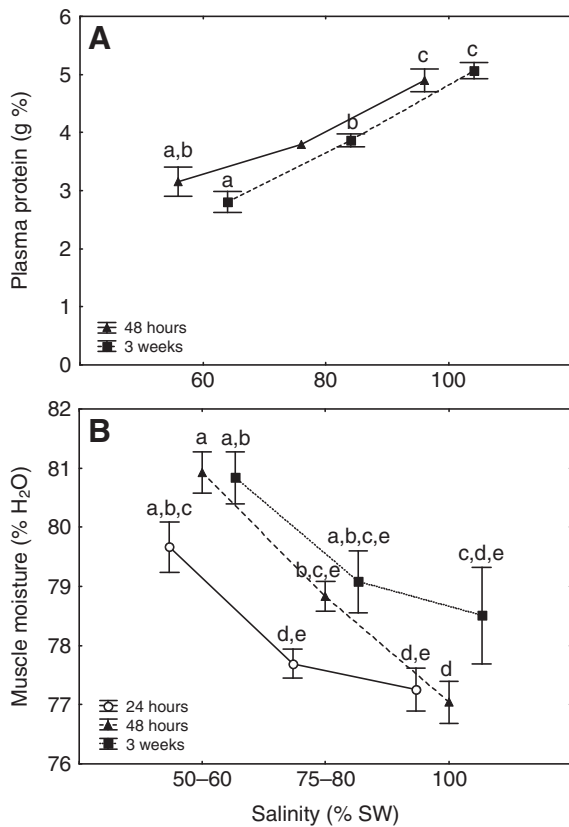 A
6
5
4
3
2
1
0
Plasma protein (g %)
a,b
a
b
c
c
48 hours
3 weeks
60
80
100
B
82
81
80
79
78
77
76
Muscle moisture (% H₂O)
a
a,b
a,b,c
a,b,c,e
b,c,e
c,d,e
d,e
d,e
d
24 hours
48 hours
3 weeks
50–60
75–80
100
Salinity (% SW)